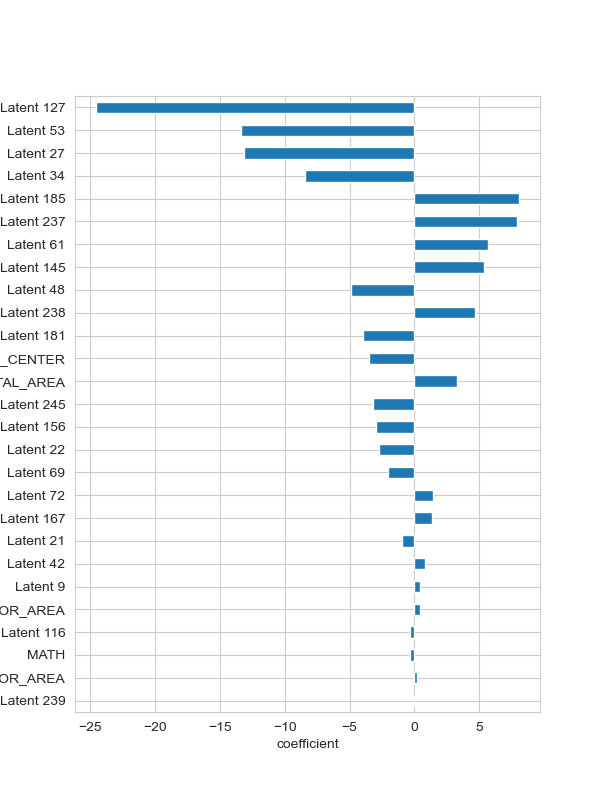 Latent 127
Latent 53
Latent 27
Latent 34
Latent 185
Latent 237
Latent 61
Latent 145
Latent 48
Latent 238
Latent 181
_CENTER
TAL_AREA
Latent 245
Latent 156
Latent 22
Latent 69
Latent 72
Latent 167
Latent 21
Latent 42
Latent 9
OR_AREA
Latent 116
MATH
OR_AREA
Latent 239
−25 −20 −15 −10 −5 0 5
coefficient